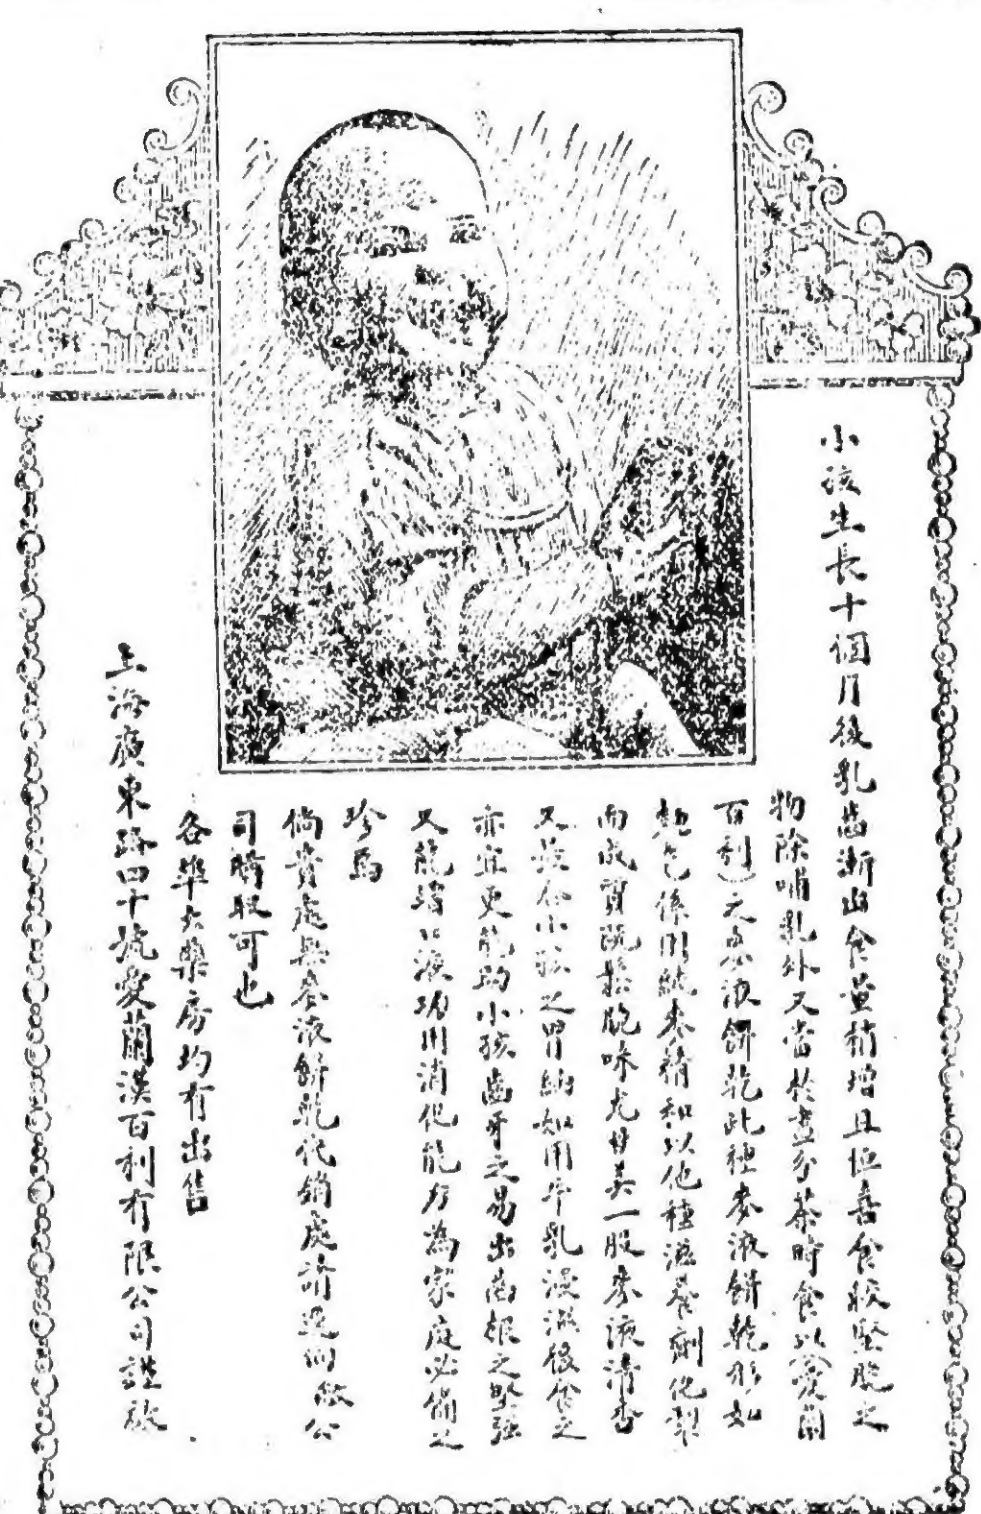 小孩生長十個月後乳齒漸出食量稍增且恒喜食較堅脆之
物除哺乳外又當於晝分茶時食以(愛蘭
百利)之麥液餅乾此種麥液餅乾形如
係用純麥精和以他種滋養劑化製
而成質既鬆脆味尤甘美一股麥液清香
又極合小孩之胃納如用牛乳浸濕後食之
亦宜更能助小孩齒牙之易出齒根之堅強
又能增口液功用消化能力為家庭必備之
珍品
倘貴處無麥液餅乾代銷處請逕向敝公
司購取可也
各埠大藥房均有出售
上海廣東路四十號愛蘭漢百利有限公司謹啟